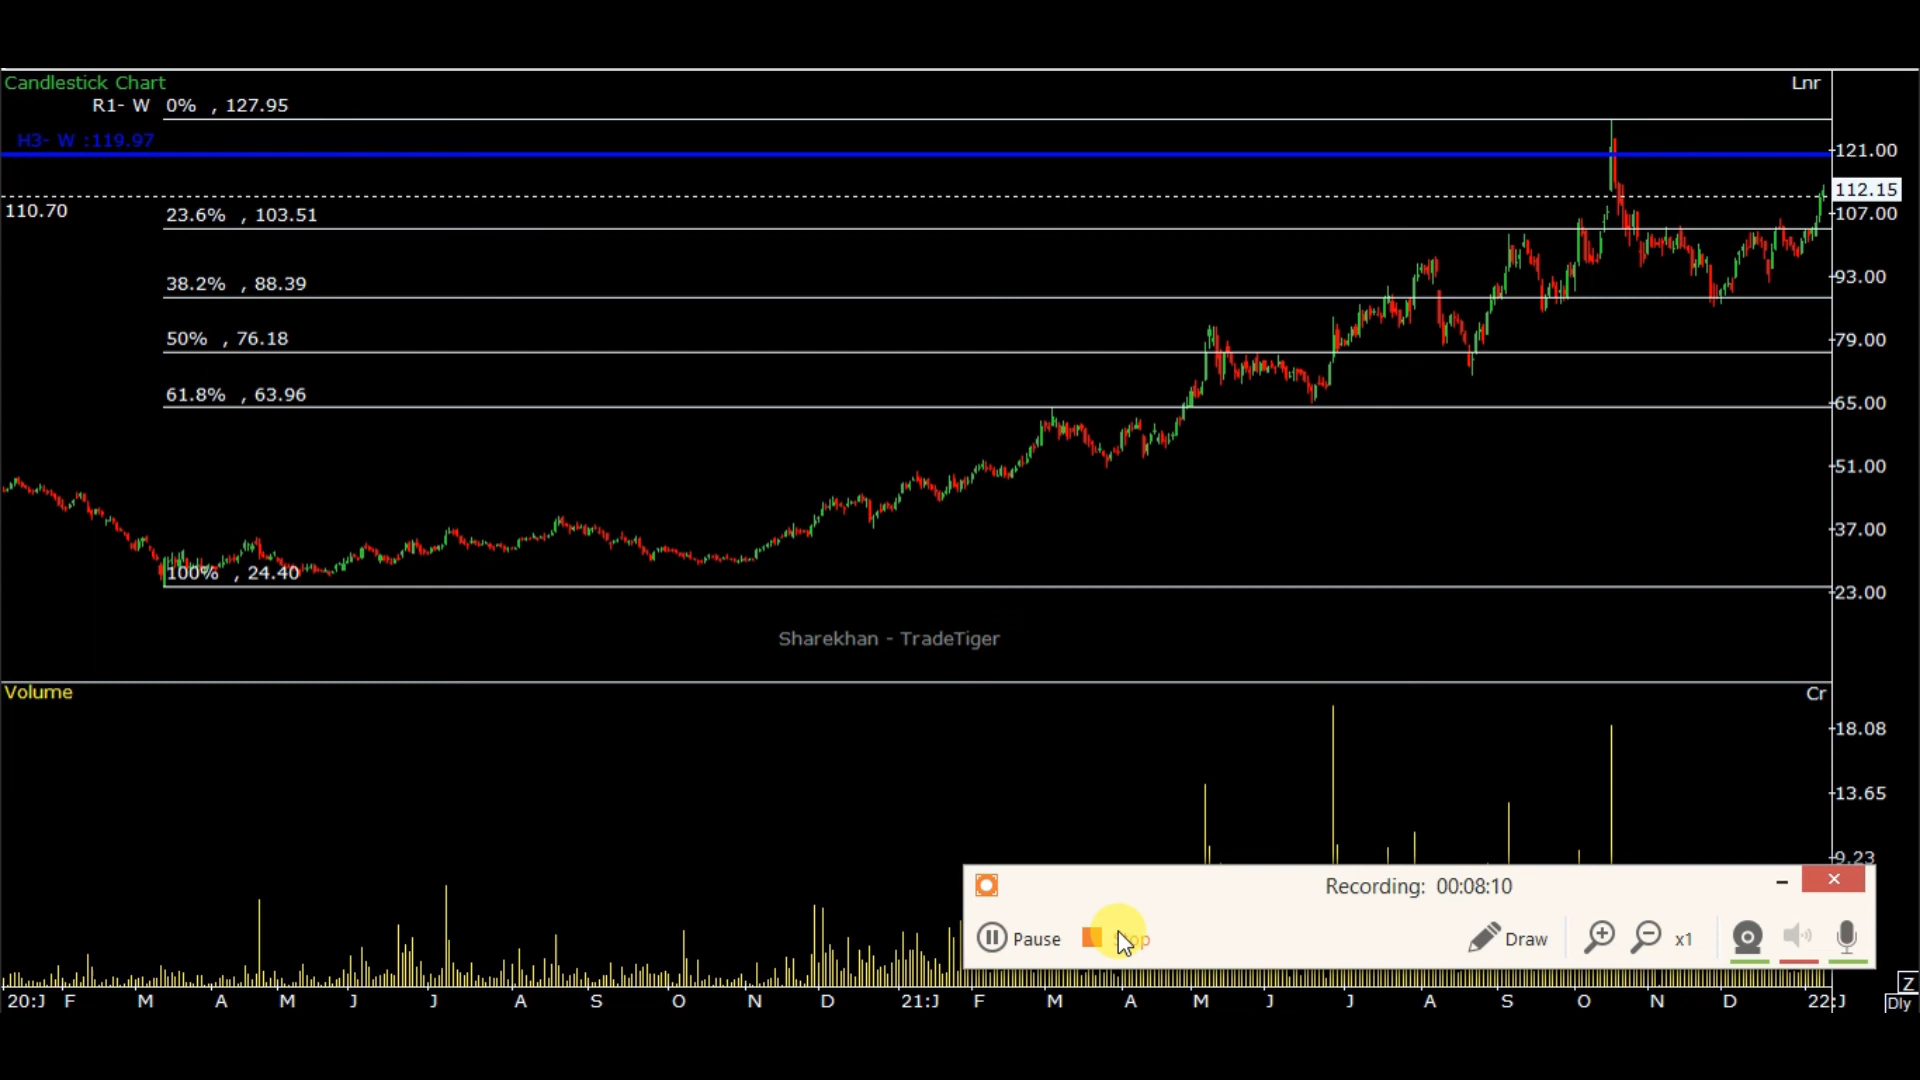 Candlestick Chart
Lnr
R1- W 0% , 127.95
H3- W :119.97
121.00
112.15
110.70
107.00
23.6% , 103.51
93.00
38.2% , 88.39
79.00
50% , 76.18
61.8% , 63.96
65.00
51.00
37.00
100% , 24.40
23.00
Sharekhan - TradeTiger
Volume
Cr
18.08
13.65
9.23
Recording: 00:08:10
Pause
Draw
x1
20:J F M A M J J A S O N D 21:J F M A M J J A S O N D 22:J
Z
Dly